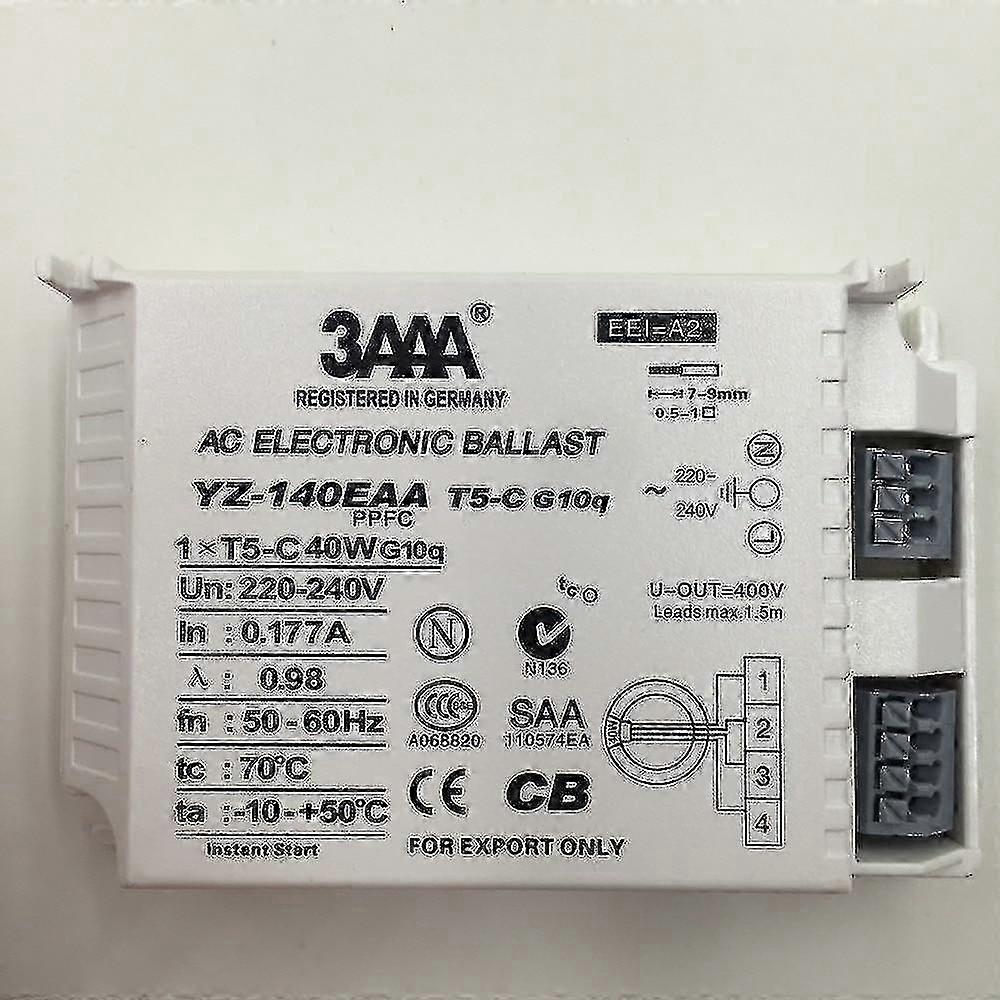 3AAA®
REGISTERED IN GERMANY
EEI=A2
7-9mm
0.5-1□
AC ELECTRONIC BALLAST
YZ-140EAA T5-C G10q
PPFC
1×T5-C 40W G10q
Un: 220-240V
In : 0.177A
λ : 0.98
fn : 50-60Hz
tc : 70°C
ta : -10-+50°C
Instant Start
N
N136
tc
A068820
SAA
110574EA
CE
CB
FOR EXPORT ONLY
N
~ 220-
240V
L
U-OUT=400V
Leads max.1.5m
40W
1
2
3
4